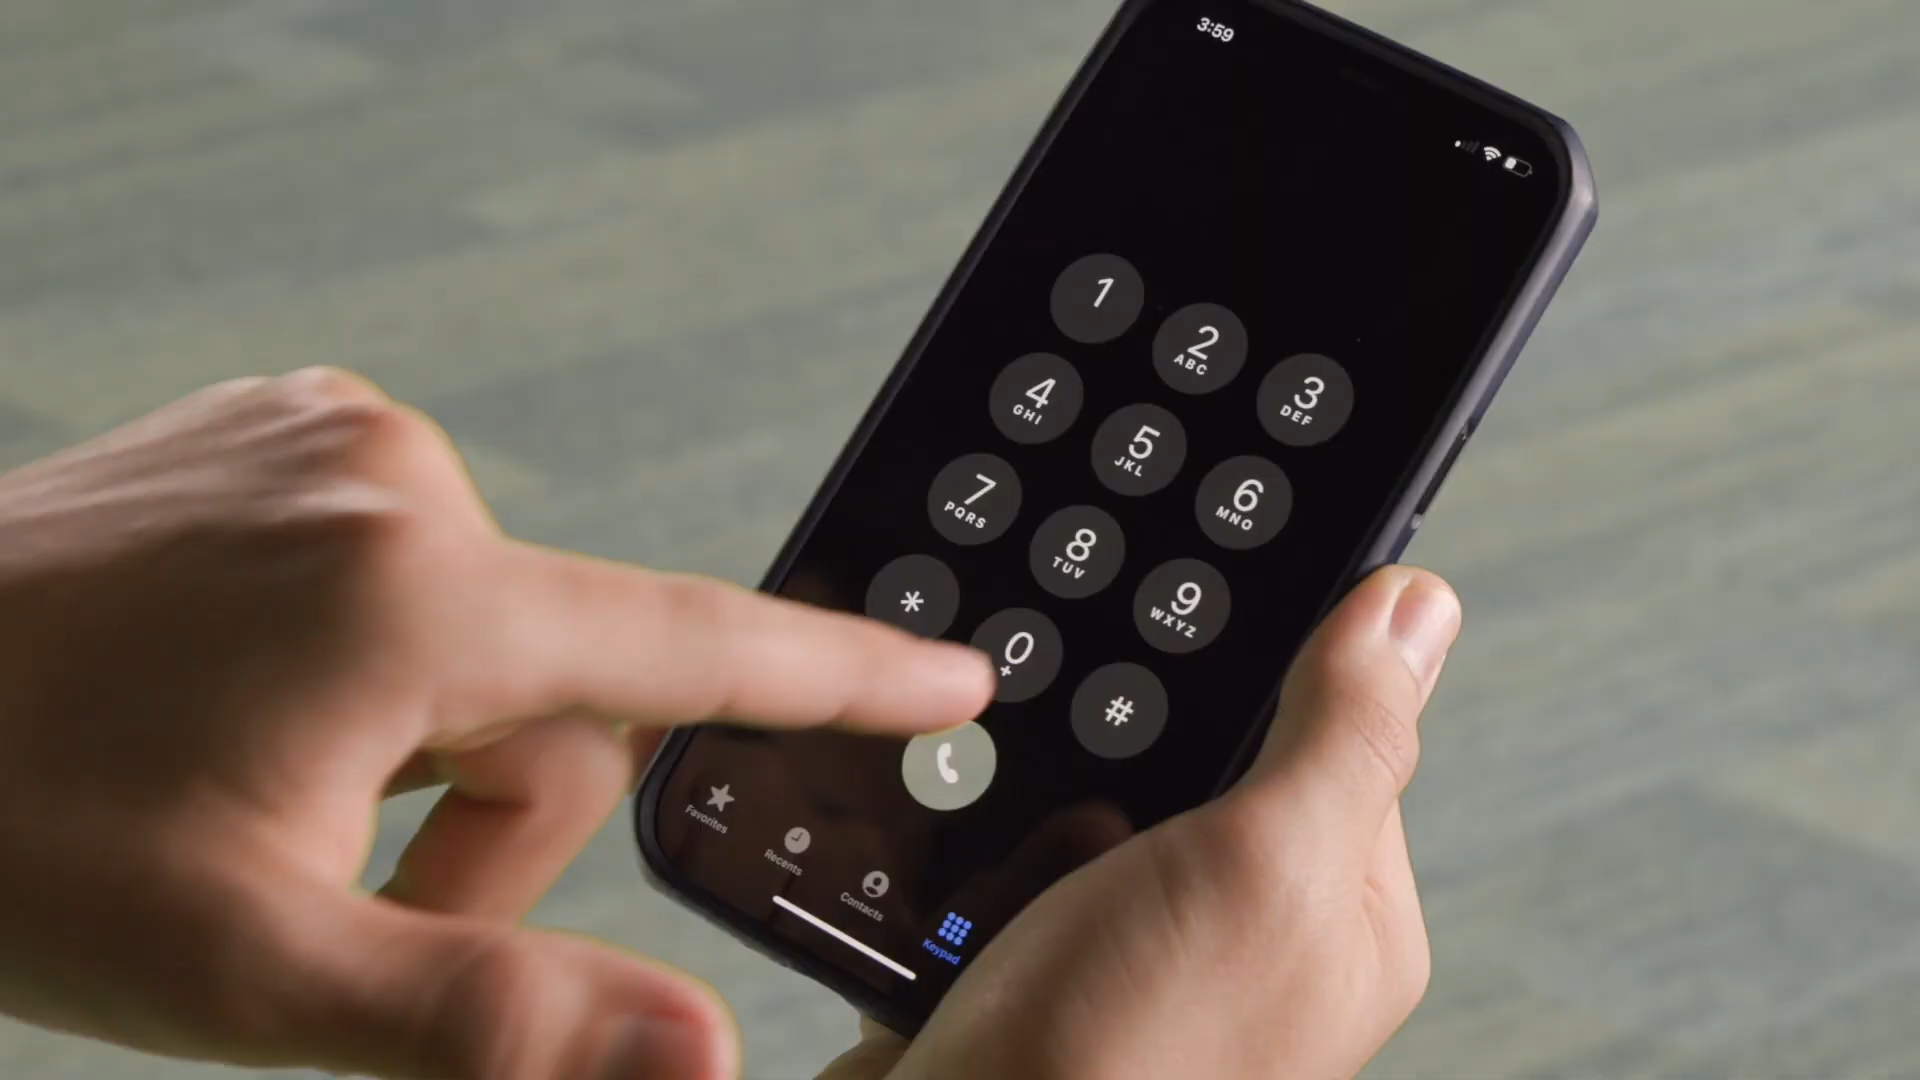 3:59
1
2
ABC
3
DEF
4
GHI
5
JKL
6
MNO
7
PQRS
8
TUV
9
WXYZ
*
0
+
#
Favorites
Recents
Contacts
Keypad